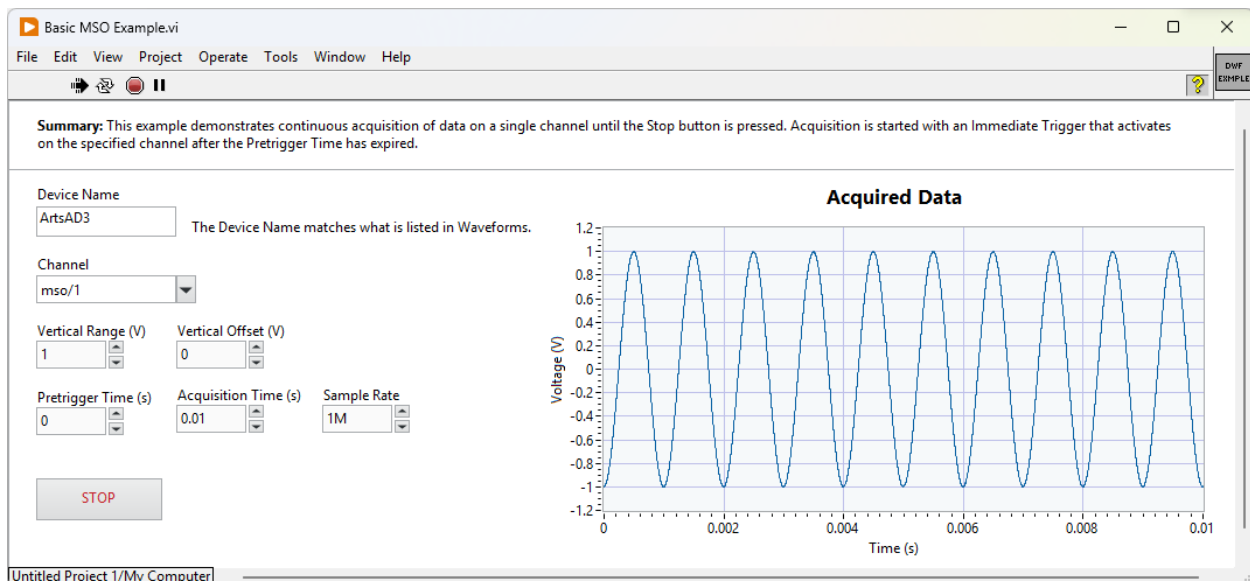 Basic MSO Example.vi
File Edit View Project Operate Tools Window Help
DWF
EXMPLE
?
Summary: This example demonstrates continuous acquisition of data on a single channel until the Stop button is pressed. Acquisition is started with an Immediate Trigger that activates
on the specified channel after the Pretrigger Time has expired.
Device Name
ArtsAD3
The Device Name matches what is listed in Waveforms.
Channel
mso/1
Vertical Range (V) Vertical Offset (V)
1 0
Pretrigger Time (s) Acquisition Time (s) Sample Rate
0 0.01 1M
STOP
Acquired Data
Voltage (V)
1.2
1
0.8
0.6
0.4
0.2
0
-0.2
-0.4
-0.6
-0.8
-1
-1.2
0 0.002 0.004 0.006 0.008 0.01
Time (s)
Untitled Project 1/My Computer